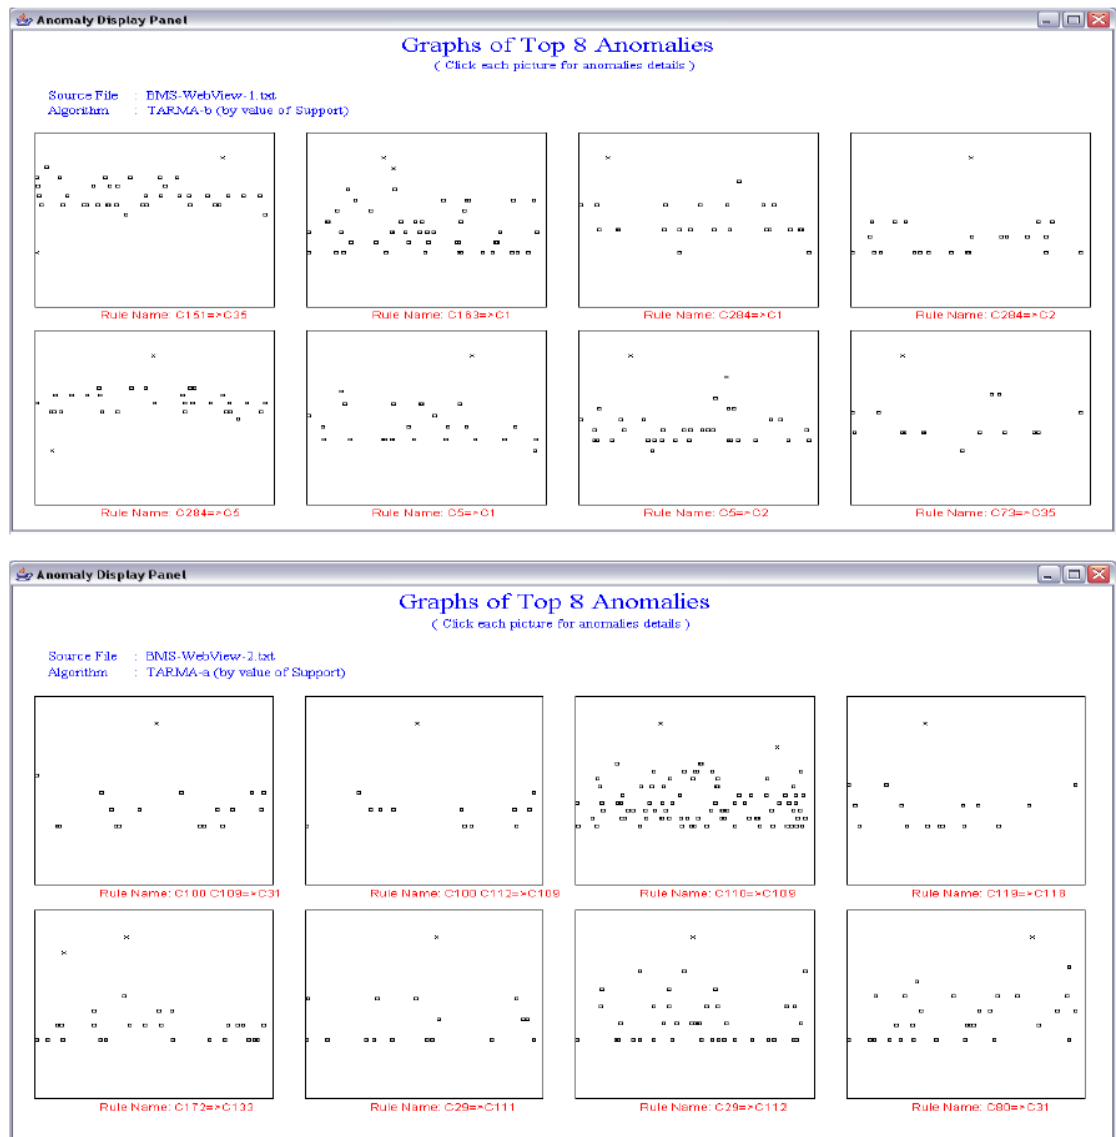 Anomaly Display Panel
Graphs of Top 8 Anomalies
( Click each picture for anomalies details )
Source File : BMS-WebView-1.txt
Algorithm : TARMA-b (by value of Support)
Rule Name: C151=>C35 Rule Name: C163=>C1 Rule Name: C284=>C1 Rule Name: C284=>C2
Rule Name: C284=>C5 Rule Name: C5=>C1 Rule Name: C5=>C2 Rule Name: C73=>C35
Anomaly Display Panel
Graphs of Top 8 Anomalies
( Click each picture for anomalies details )
Source File : BMS-WebView-2.txt
Algorithm : TARMA-a (by value of Support)
Rule Name: C100 C109=>C31 Rule Name: C100 C112=>C109 Rule Name: C110=>C109 Rule Name: C119=>C118
Rule Name: C172=>C133 Rule Name: C29=>C111 Rule Name: C29=>C112 Rule Name: C80=>C31